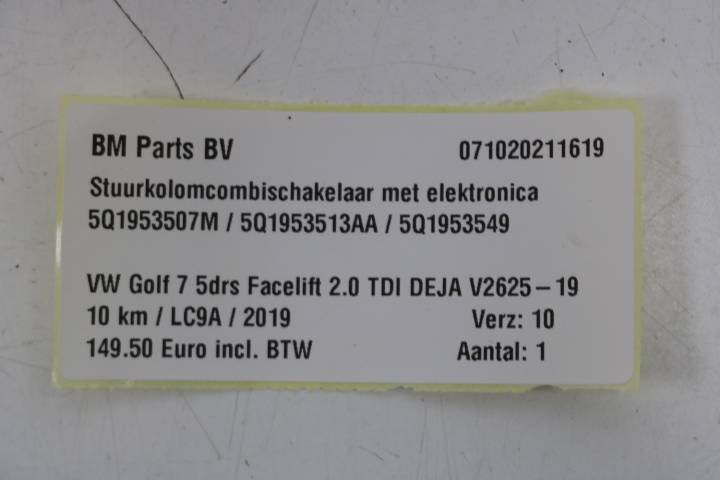 BM Parts BV 071020211619
Stuurkolomcombischakelaar met elektronica
5Q1953507M / 5Q1953513AA / 5Q1953549
VW Golf 7 5drs Facelift 2.0 TDI DEJA V2625-19
10 km / LC9A / 2019 Verz: 10
149.50 Euro incl. BTW Aantal: 1